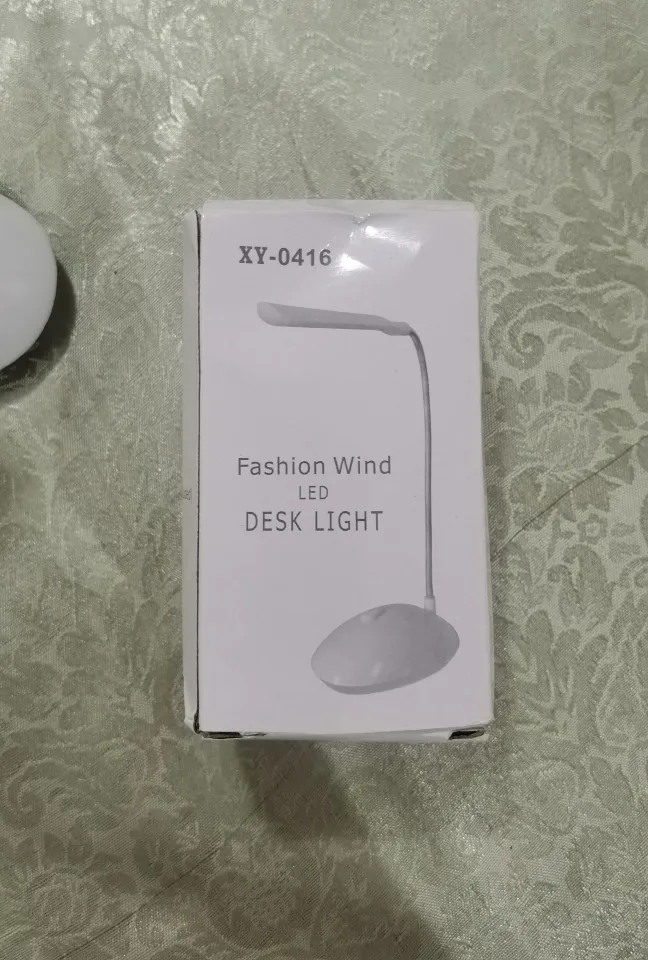 XY-0416
Fashion Wind
LED
DESK LIGHT